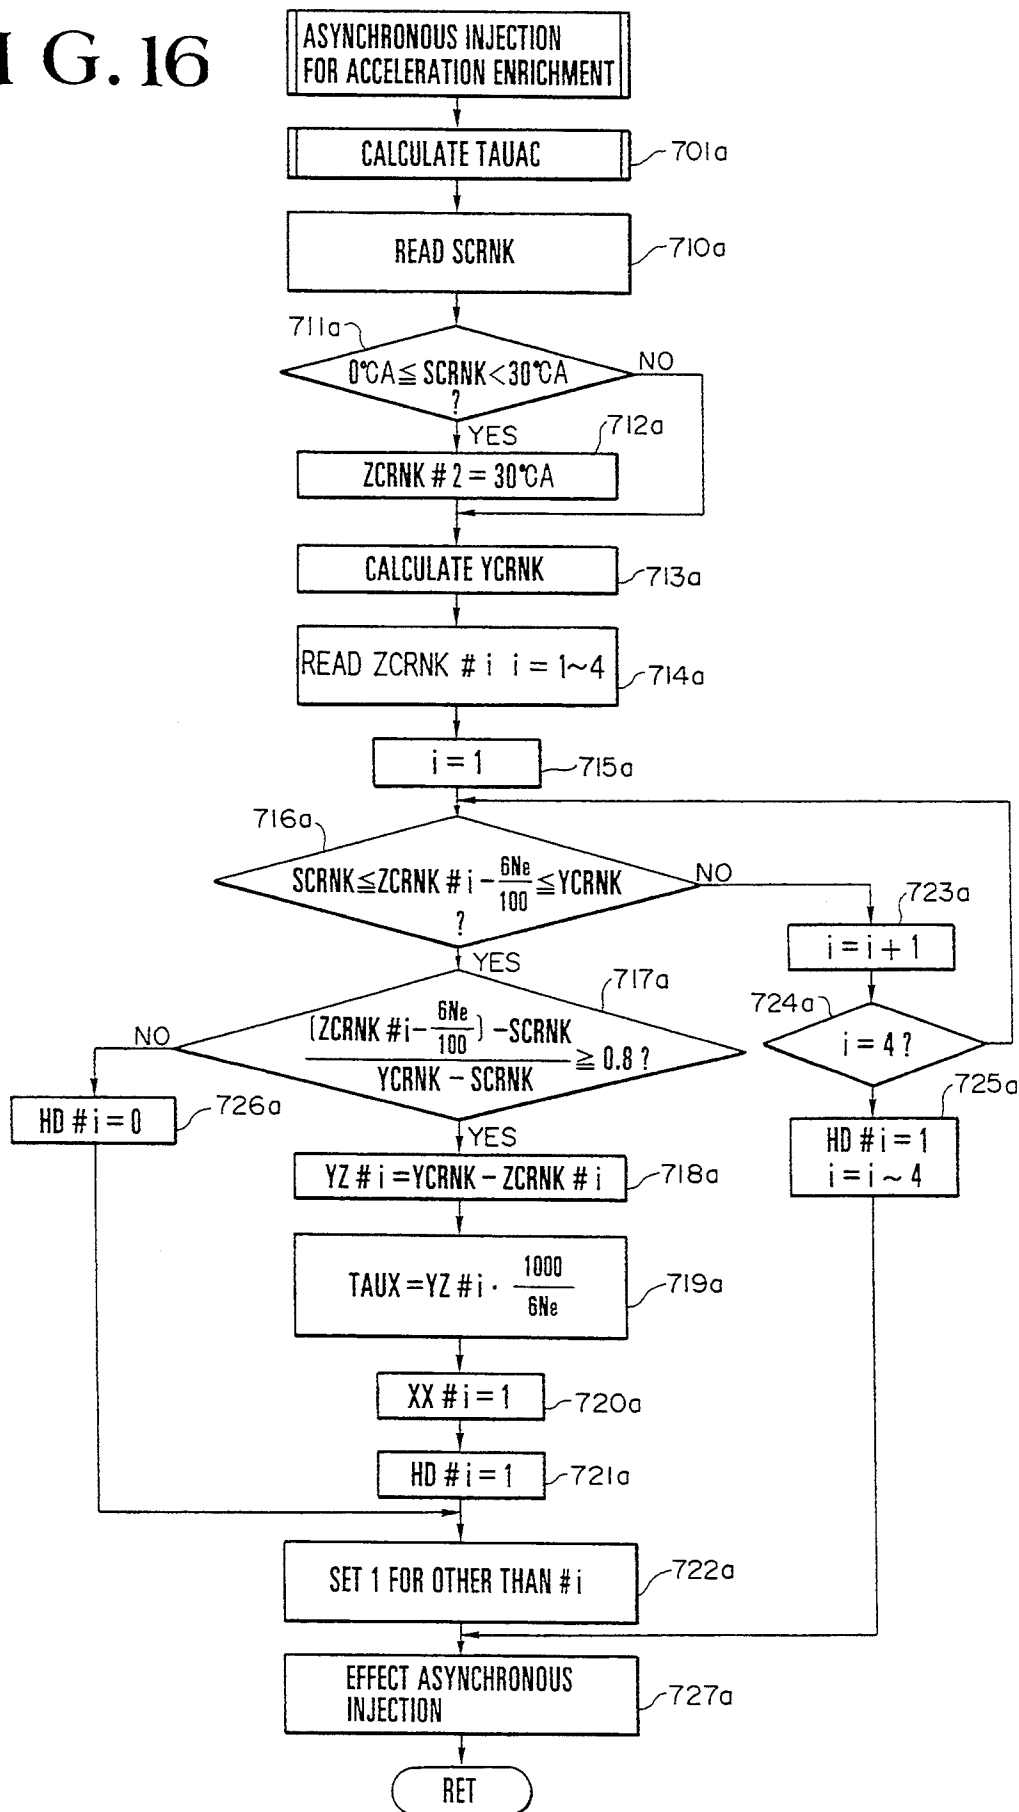 I G. 16
ASYNCHRONOUS INJECTION
FOR ACCELERATION ENRICHMENT
CALCULATE TAUAC
701a
READ SCRNK
710a
711a
0°CA ≦ SCRNK < 30°CA
?
NO
YES
712a
ZCRNK # 2 = 30°CA
CALCULATE YCRNK
713a
READ ZCRNK # i i = 1~4
714a
i = 1
715a
716a
SCRNK ≦ ZCRNK # i - 6Ne/100 ≦ YCRNK
?
NO
YES
723a
i = i + 1
724a
i = 4 ?
725a
HD # i = 1
i = i ~ 4
717a
(ZCRNK # i - 6Ne/100) - SCRNK
YCRNK - SCRNK
≧ 0.8 ?
NO
YES
HD # i = 0
726a
YZ # i = YCRNK - ZCRNK # i
718a
TAUX = YZ # i · 1000/6Ne
719a
XX # i = 1
720a
HD # i = 1
721a
SET 1 FOR OTHER THAN # i
722a
EFFECT ASYNCHRONOUS
INJECTION
727a
RET